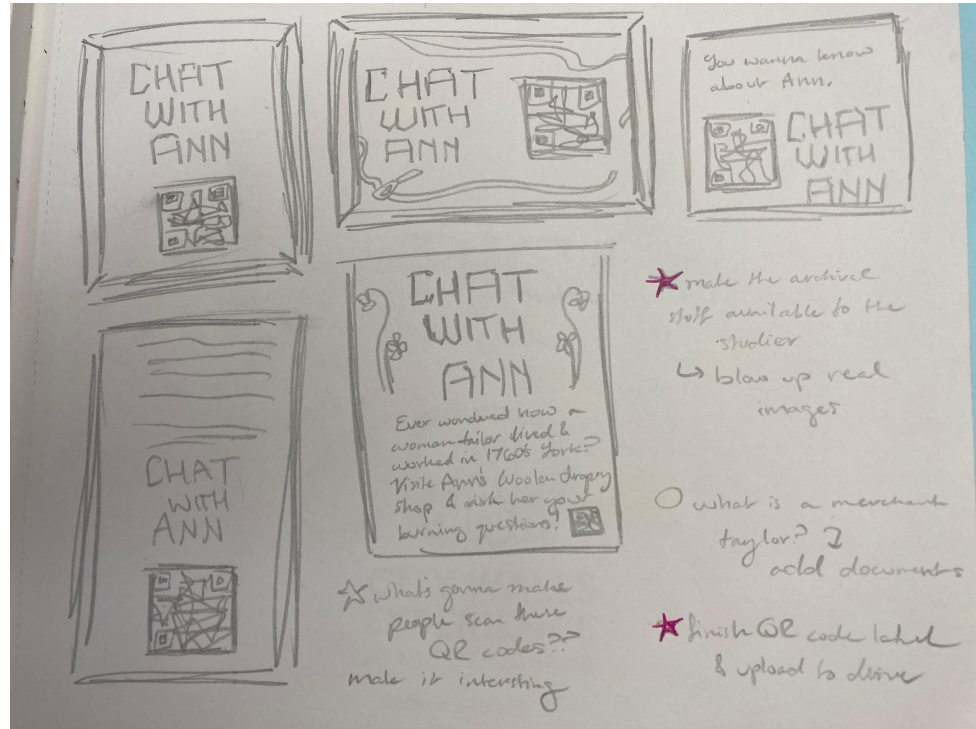 CHAT
WITH
ANN
CHAT
WITH
ANN
You wanna know
about Ann.
CHAT
WITH
ANN
CHAT
WITH
ANN
Ever wondered how a
woman tailor lived &
worked in 1760s York?
Visit Ann's Woolen drapery
shop & ask her your
burning questions!
CHAT
WITH
ANN
what's gonna make
people scan these
QR codes??
make it interesting
make the archival
stuff available to the
studier
↳ blow up real
images
what is a merchant
taylor?
add documents
finish QR code label
& upload to drive